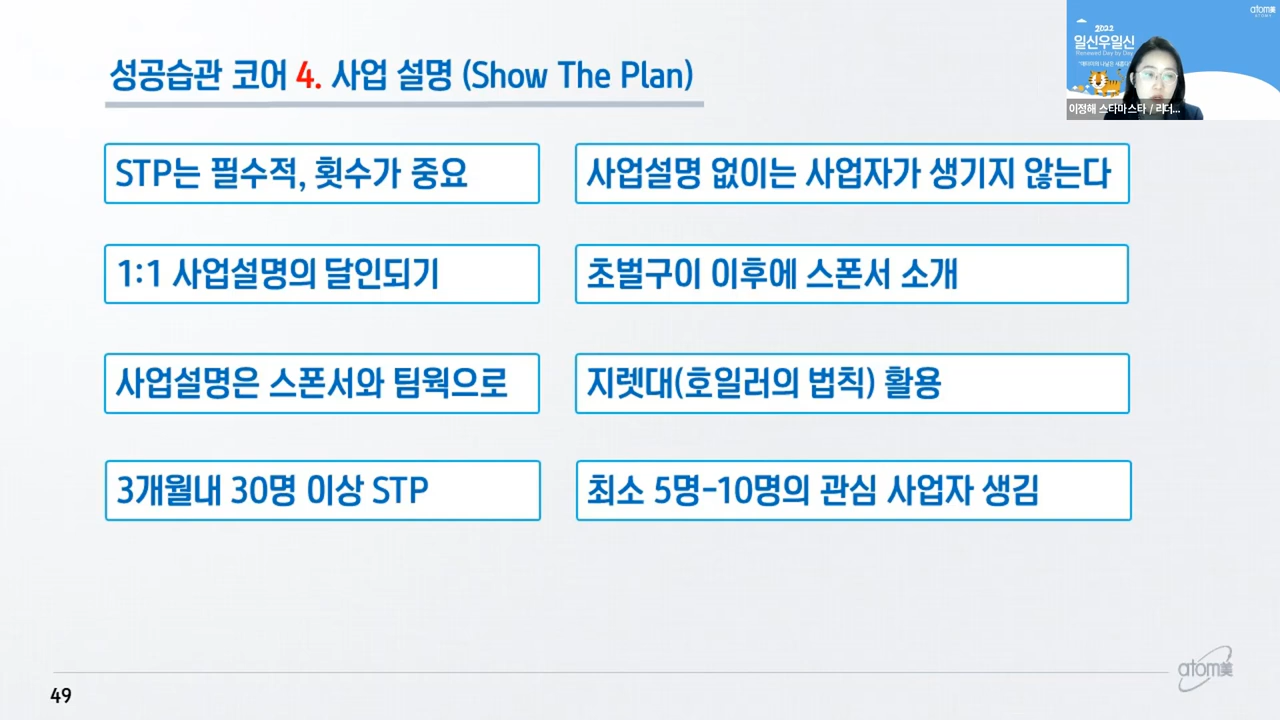 성공습관 코어 4. 사업 설명 (Show The Plan)
atom美
2022
일신우일신
Renewed Day by Day
이정해 스타마스타 / 리더...
STP는 필수적, 횟수가 중요
사업설명 없이는 사업자가 생기지 않는다
1:1 사업설명의 달인되기
초벌구이 이후에 스폰서 소개
사업설명은 스폰서와 팀웍으로
지렛대(호일러의 법칙) 활용
3개월내 30명 이상 STP
최소 5명-10명의 관심 사업자 생김
atom美
49